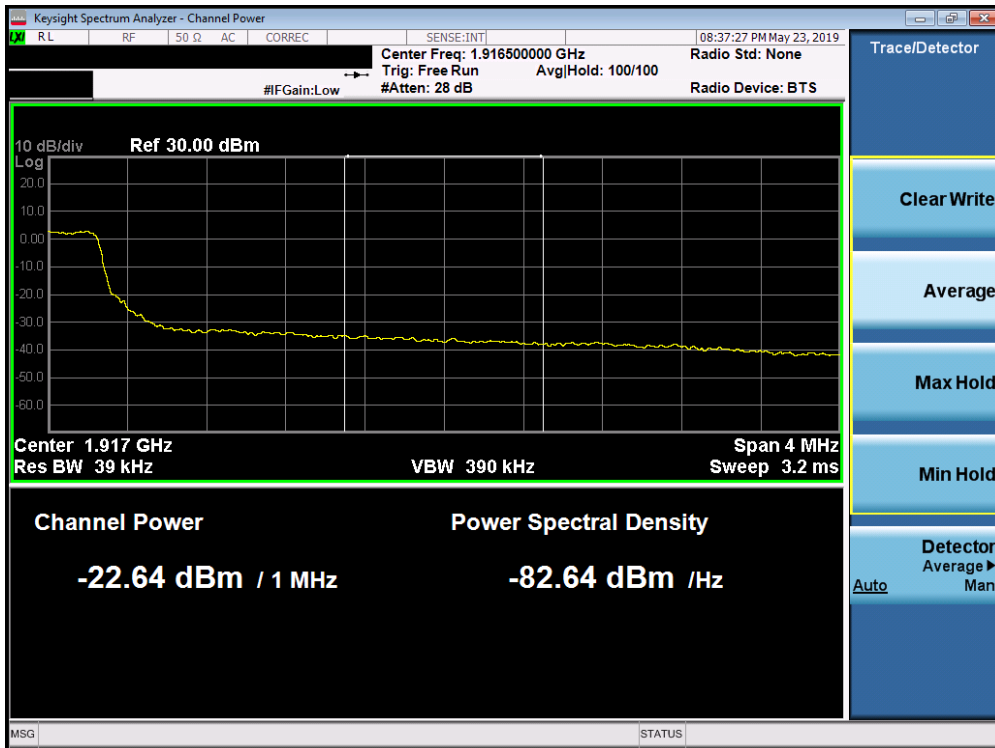 Keysight Spectrum Analyzer - Channel Power
LXI RL RF 50 Ω AC CORREC SENSE:INT 08:37:27 PM May 23, 2019
Center Freq: 1.916500000 GHz Radio Std: None
Trig: Free Run Avg|Hold: 100/100
#IFGain:Low #Atten: 28 dB Radio Device: BTS
10 dB/div Ref 30.00 dBm
Log
20.0
10.0
0.00
-10.0
-20.0
-30.0
-40.0
-50.0
-60.0
Center 1.917 GHz Span 4 MHz
Res BW 39 kHz VBW 390 kHz Sweep 3.2 ms
Channel Power Power Spectral Density
-22.64 dBm / 1 MHz -82.64 dBm /Hz
MSG STATUS
Trace/Detector
Clear Write
Average
Max Hold
Min Hold
Detector
Average▶
Auto Man